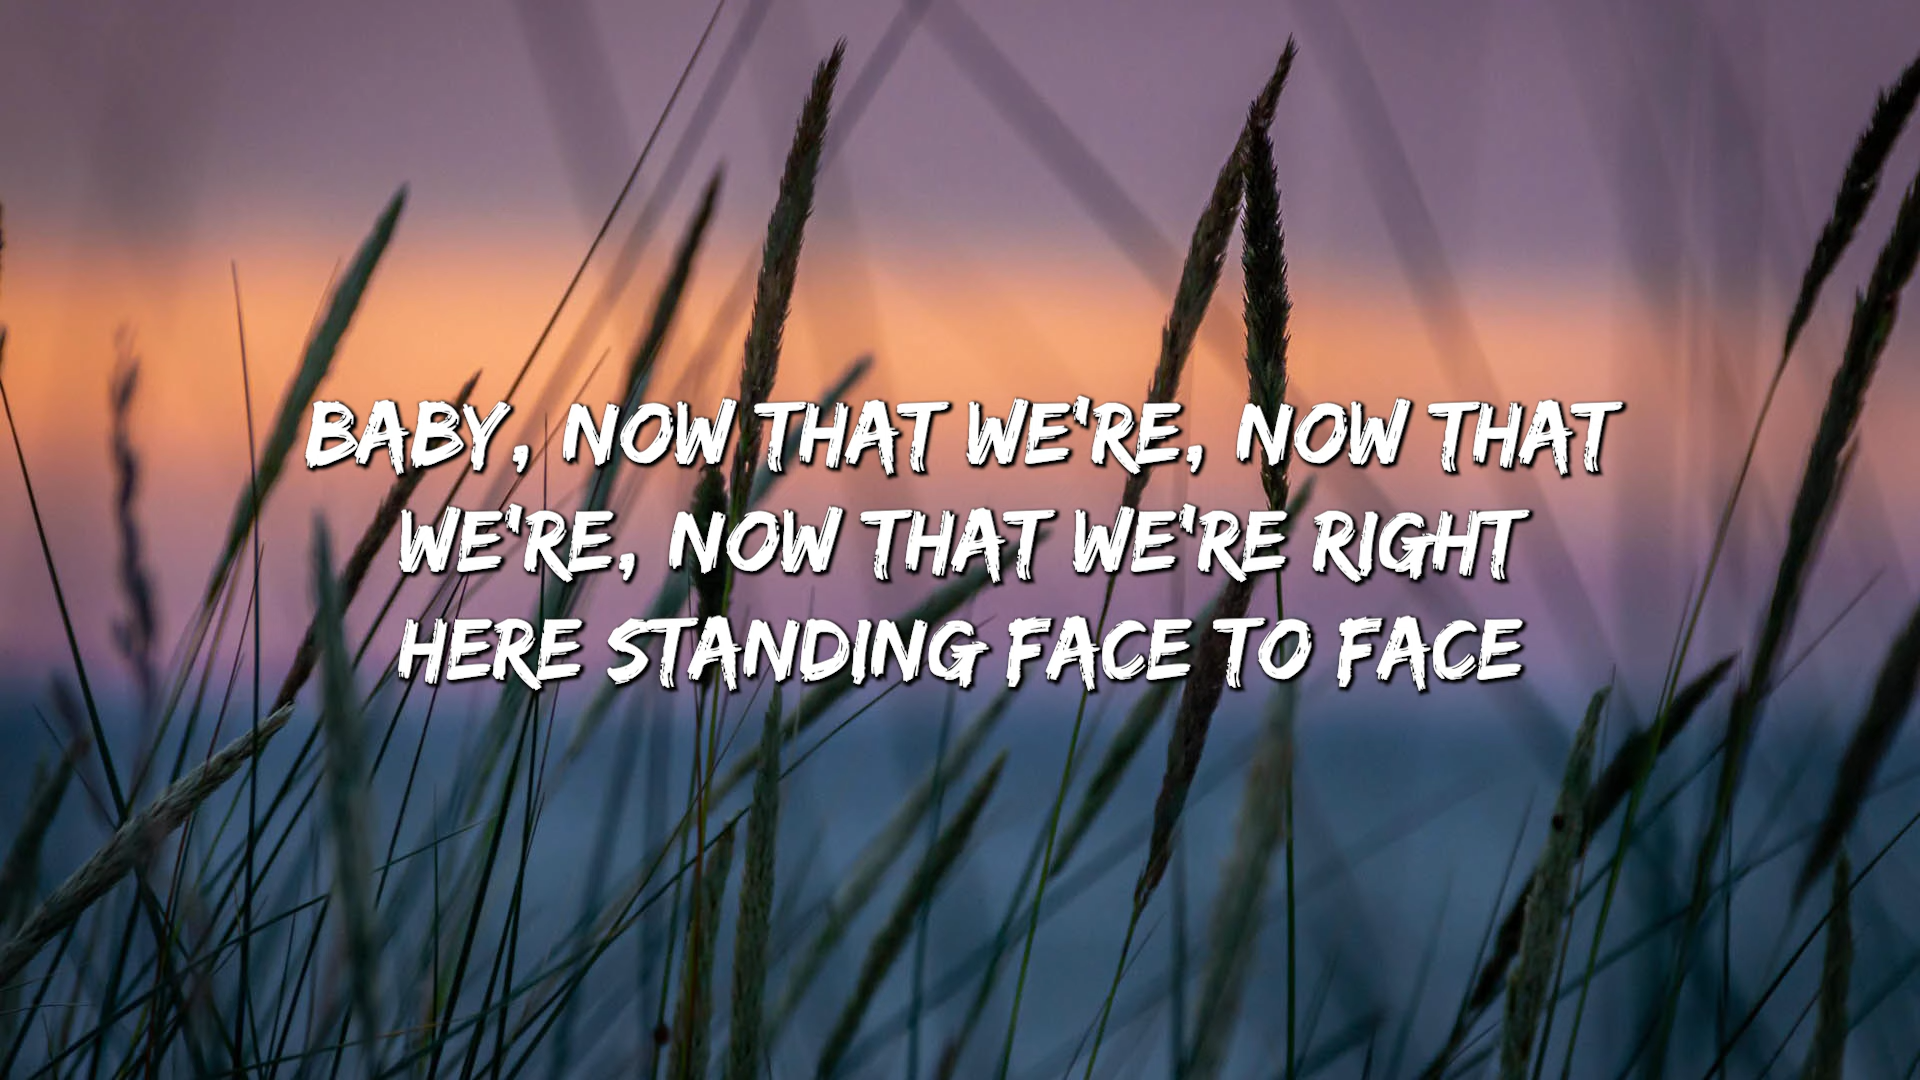 BABY, NOW THAT WE'RE, NOW THAT
WE'RE, NOW THAT WE'RE RIGHT
HERE STANDING FACE TO FACE